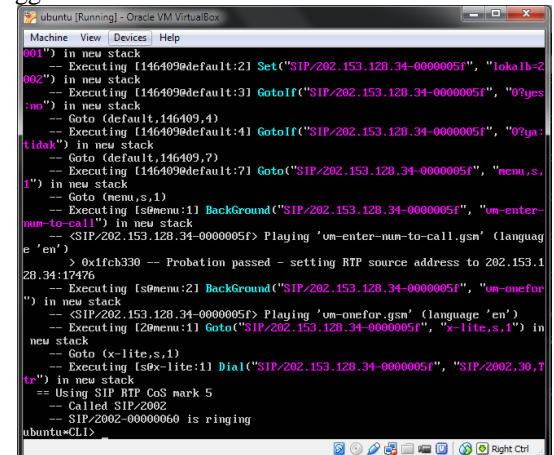 gg
ubuntu [Running] - Oracle VM VirtualBox
Machine View Devices Help
001") in new stack
    -- Executing [146409@default:2] Set("SIP/202.153.128.34-0000005f", "lokalb=2
002") in new stack
    -- Executing [146409@default:3] GotoIf("SIP/202.153.128.34-0000005f", "0?yes
:no") in new stack
    -- Goto (default,146409,4)
    -- Executing [146409@default:4] GotoIf("SIP/202.153.128.34-0000005f", "0?ya:
tidak") in new stack
    -- Goto (default,146409,7)
    -- Executing [146409@default:7] Goto("SIP/202.153.128.34-0000005f", "menu,s,
1") in new stack
    -- Goto (menu,s,1)
    -- Executing [s@menu:1] BackGround("SIP/202.153.128.34-0000005f", "vm-enter-
num-to-call") in new stack
    -- <SIP/202.153.128.34-0000005f> Playing 'vm-enter-num-to-call.gsm' (languag
e 'en')
       > 0x1fcb330 -- Probation passed - setting RTP source address to 202.153.1
28.34:17476
    -- Executing [s@menu:2] BackGround("SIP/202.153.128.34-0000005f", "vm-onefor
") in new stack
    -- <SIP/202.153.128.34-0000005f> Playing 'vm-onefor.gsm' (language 'en')
    -- Executing [2@menu:1] Goto("SIP/202.153.128.34-0000005f", "x-lite,s,1") in
 new stack
    -- Goto (x-lite,s,1)
    -- Executing [s@x-lite:1] Dial("SIP/202.153.128.34-0000005f", "SIP/2002,30,T
tr") in new stack
  == Using SIP RTP CoS mark 5
    -- Called SIP/2002
    -- SIP/2002-00000060 is ringing
ubuntu*CLI> _
Right Ctrl